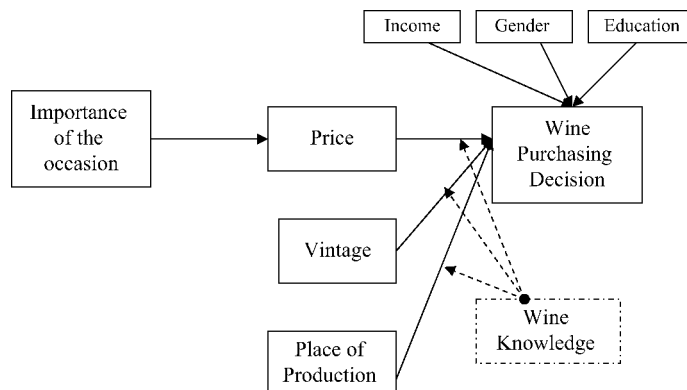 Income
Gender
Education
Importance
of the
occasion
Price
Wine
Purchasing
Decision
Vintage
Wine
Knowledge
Place of
Production